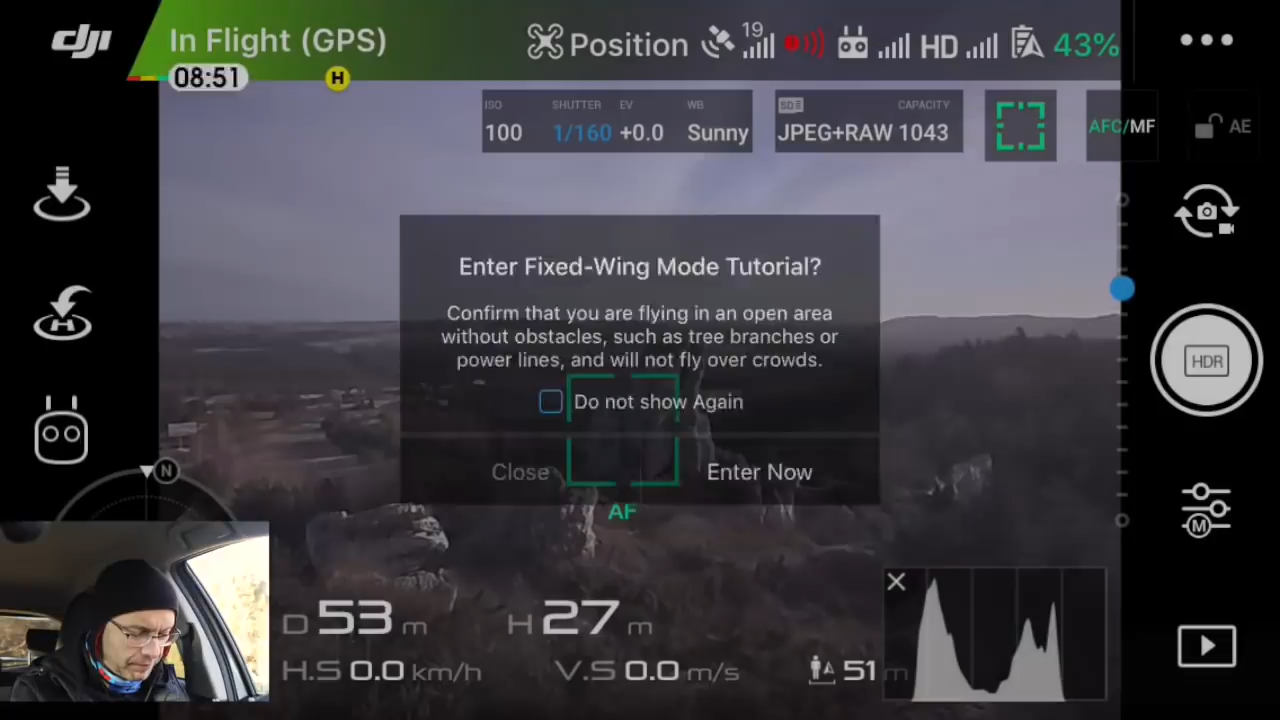 dji In Flight (GPS) Position 19 HD 43%
08:51 H
ISO SHUTTER EV WB CAPACITY
100 1/160 +0.0 Sunny JPEG+RAW 1043
AFC/MF AE
Enter Fixed-Wing Mode Tutorial?
Confirm that you are flying in an open area
without obstacles, such as tree branches or
power lines, and will not fly over crowds.
Do not show Again
HDR
Close Enter Now
N
AF
M
D 53 m H 27 m
H.S 0.0 km/h V.S 0.0 m/s 51 m